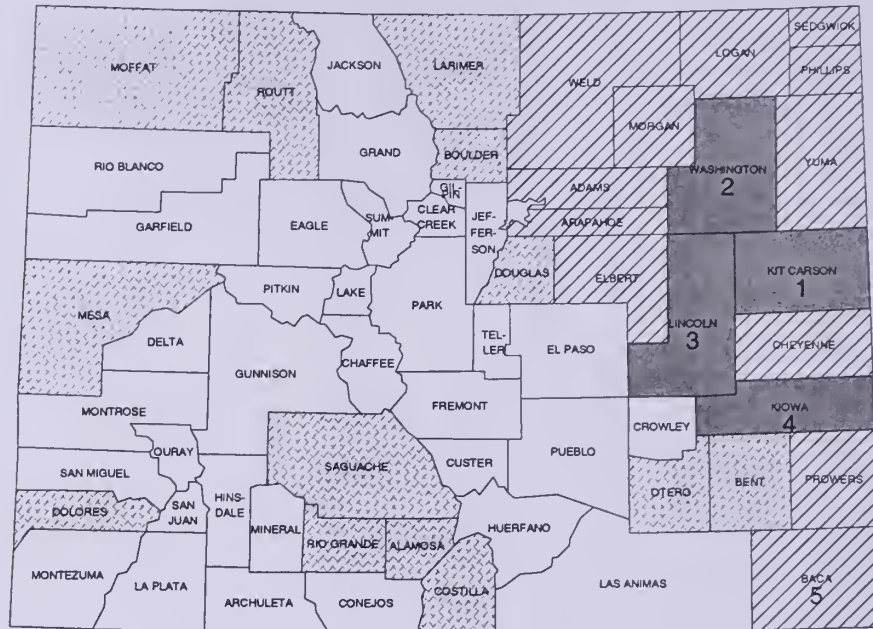 SEDGWICK
LOGAN
PHILLIPS
MOFFAT
ROUTT
JACKSON
LARIMER
WELD
MORGAN
YUMA
WASHINGTON
2
RIO BLANCO
GRAND
BOULDER
GIL-
PIN
ADAMS
ARAPAHOE
CLEAR
CREEK
JEF-
FER-
SON
GARFIELD
EAGLE
SUM-
MIT
DOUGLAS
ELBERT
KIT CARSON
1
LINCOLN
3
MESA
PITKIN
LAKE
PARK
DELTA
TEL-
LER
EL PASO
CHEYENNE
GUNNISON
CHAFFEE
MONTROSE
FREMONT
CROWLEY
KIOWA
4
OURAY
PUEBLO
SAN MIGUEL
SAGUACHE
CUSTER
OTERO
BENT
PROWERS
DOLORES
SAN
JUAN
HINS-
DALE
MINERAL
RIO GRANDE
ALAMOSA
HUERFANO
MONTEZUMA
LA PLATA
ARCHULETA
CONEJOS
COSTILLA
LAS ANIMAS
BACA
5